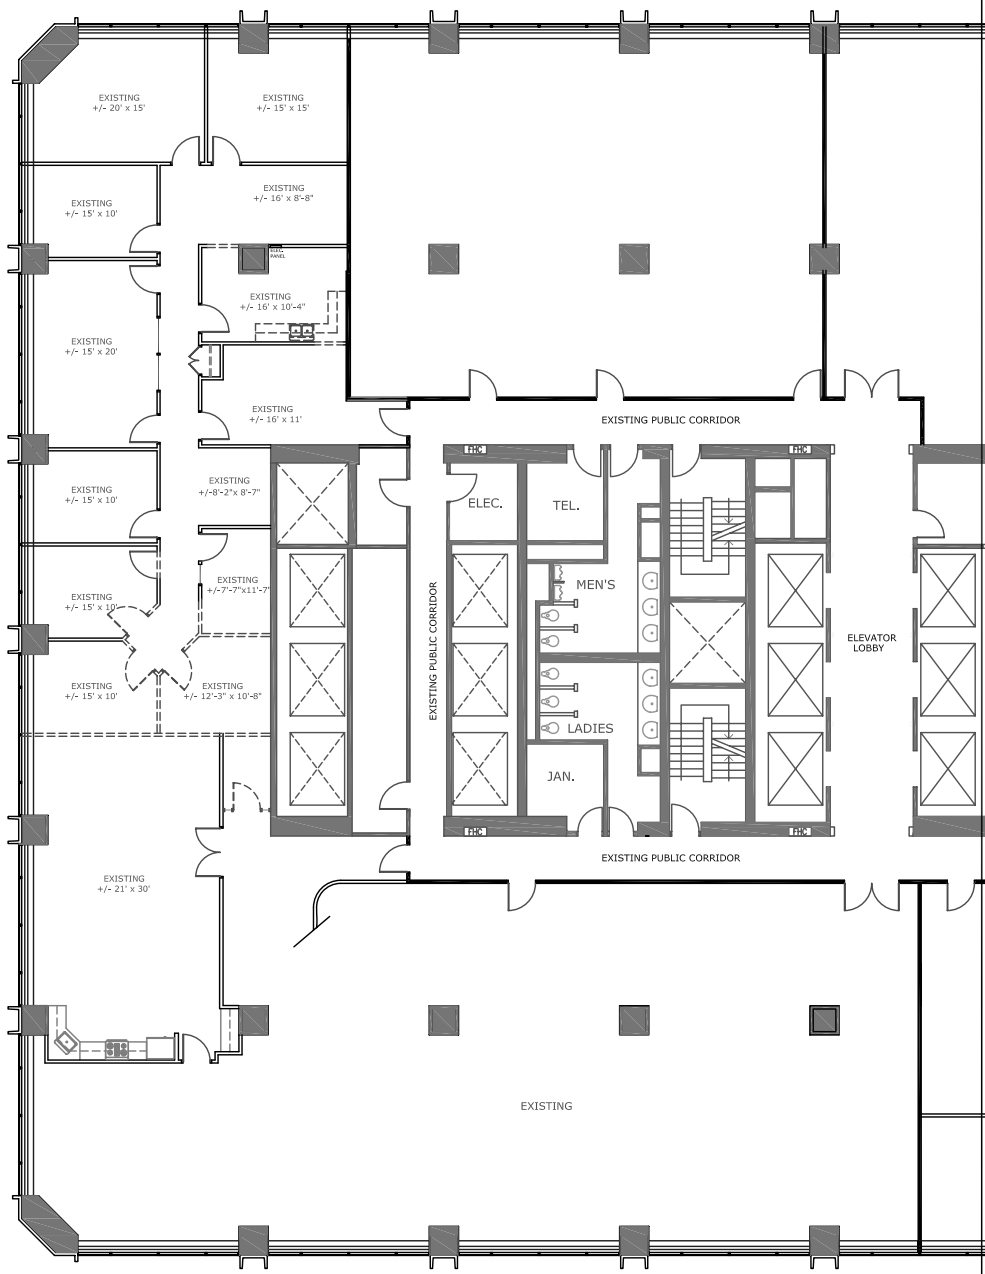 EXISTING
+/- 20' x 15'
EXISTING
+/- 15' x 15'
EXISTING
+/- 15' x 10'
EXISTING
+/- 16' x 8'-8"
ELEC.
PANEL
EXISTING
+/- 16' x 10'-4"
EXISTING
+/- 15' x 20'
EXISTING
+/- 16' x 11'
EXISTING PUBLIC CORRIDOR
FHC
FHC
EXISTING
+/- 15' x 10'
EXISTING
+/-8'-2"x 8'-7"
ELEC.
TEL.
EXISTING
+/- 15' x 10'
EXISTING
+/-7'-7"x11'-7"
MEN'S
EXISTING PUBLIC CORRIDOR
ELEVATOR
LOBBY
EXISTING
+/- 15' x 10'
EXISTING
+/- 12'-3" x 10'-8"
LADIES
JAN.
FHC
FHC
EXISTING PUBLIC CORRIDOR
EXISTING
+/- 21' x 30'
EXISTING